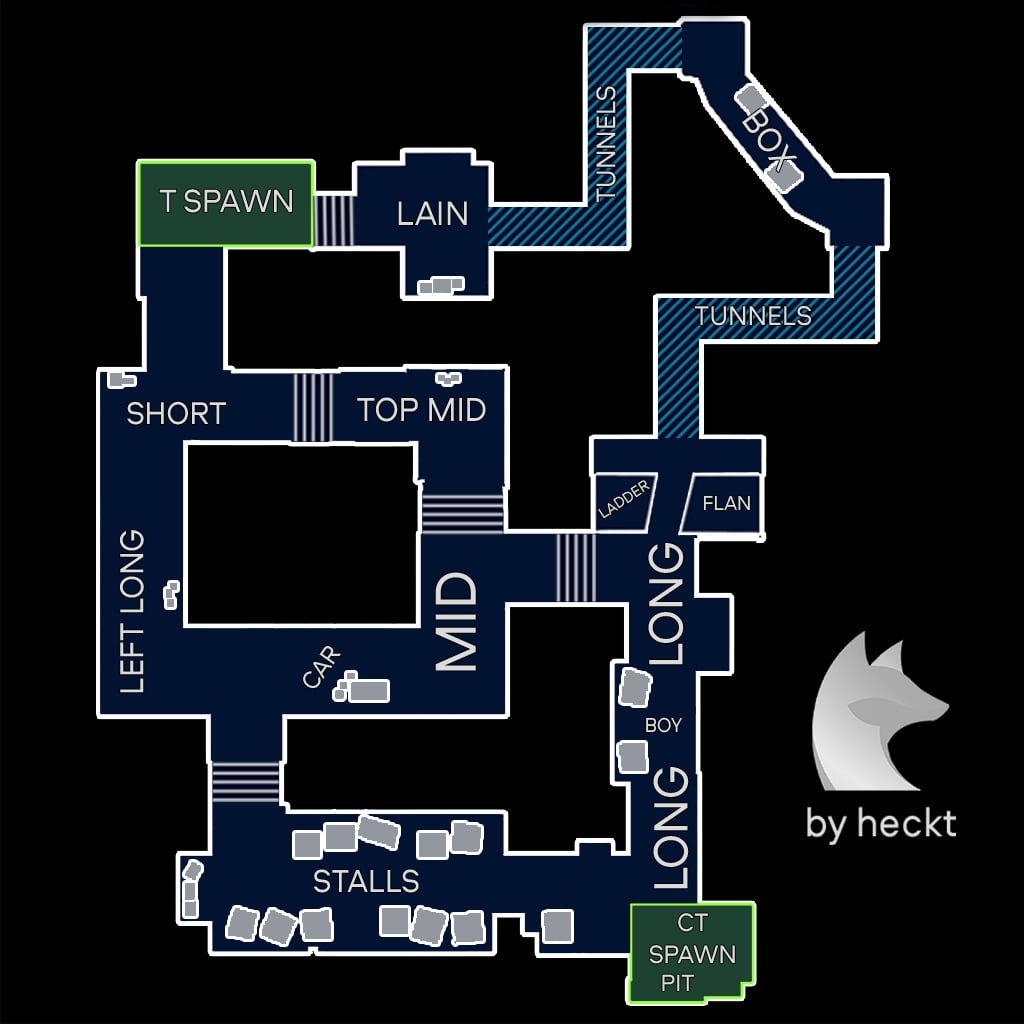 TUNNELS
BOX
T SPAWN
LAIN
TUNNELS
SHORT
TOP MID
LADDER
FLAN
LEFT LONG
MID
LONG
CAR
BOY
LONG
by heckt
STALLS
CT
SPAWN
PIT